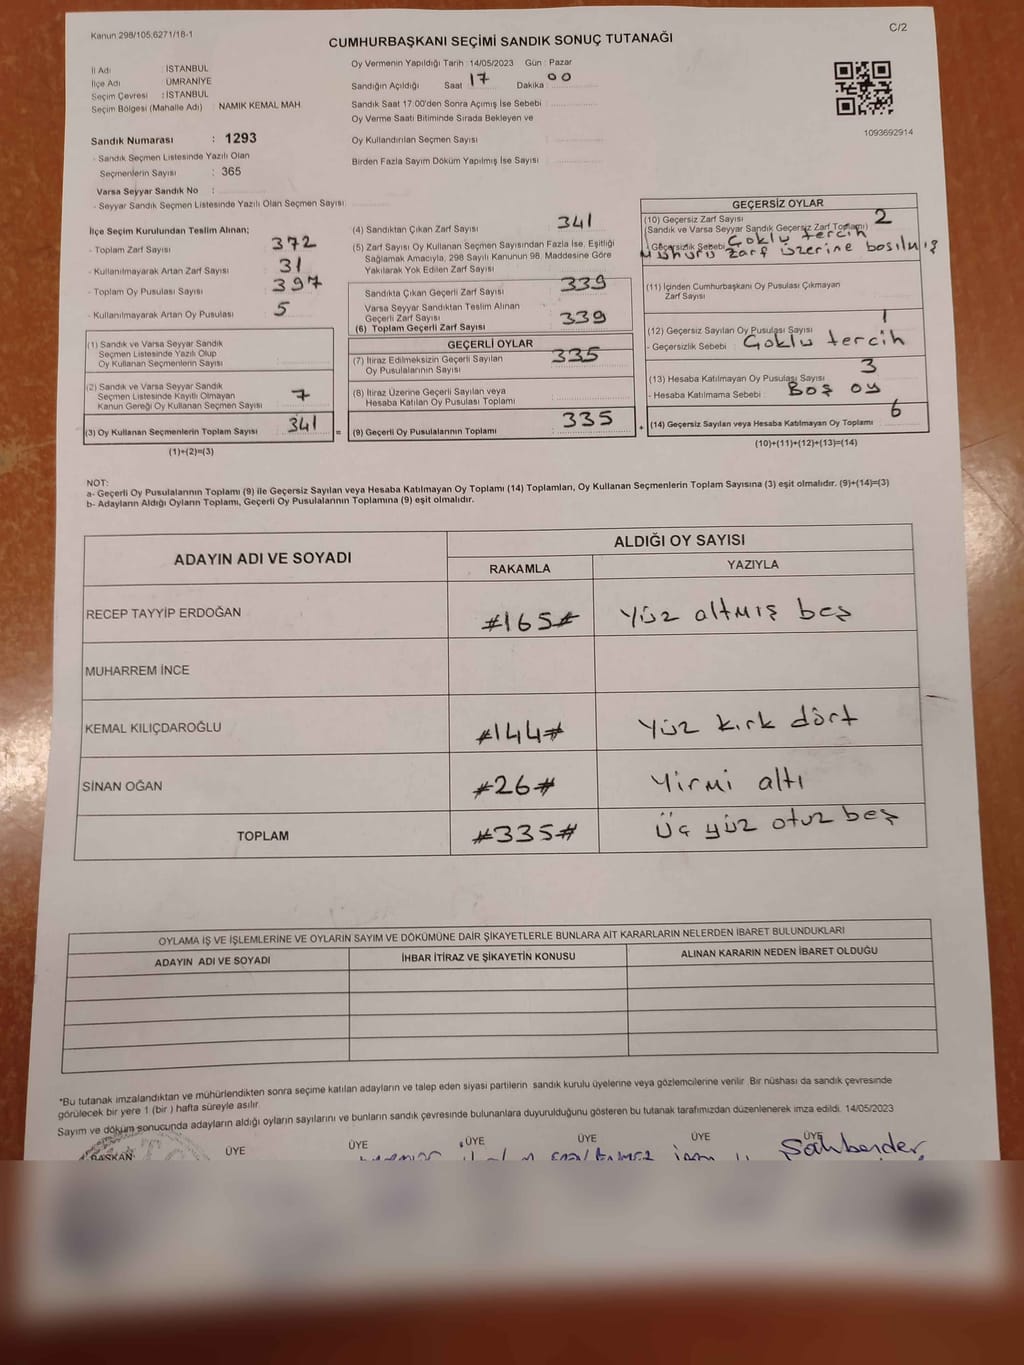 Kanun 298/105;6271/18-1
C/2
CUMHURBAŞKANI SEÇİMİ SANDIK SONUÇ TUTANAĞI
İl Adı : İSTANBUL
İlçe Adı : ÜMRANİYE
Seçim Çevresi : İSTANBUL
Seçim Bölgesi (Mahalle Adı) : NAMIK KEMAL MAH
Sandık Numarası : 1293
- Sandık Seçmen Listesinde Yazılı Olan
Seçmenlerin Sayısı : 365
Varsa Seyyar Sandık No :
- Seyyar Sandık Seçmen Listesinde Yazılı Olan Seçmen Sayısı:
Oy Vermenin Yapıldığı Tarih : 14/05/2023 Gün : Pazar
Sandığın Açıldığı Saat : 17 Dakika : 00
Sandık Saat 17.00'den Sonra Açımış İse Sebebi :
Oy Verme Saati Bitiminde Sırada Bekleyen ve
Oy Kullandırılan Seçmen Sayısı :
Birden Fazla Sayım Döküm Yapılmış İse Sayısı :
1093692914
İlçe Seçim Kurulundan Teslim Alınan;
- Toplam Zarf Sayısı : 372
- Kullanılmayarak Artan Zarf Sayısı : 31
- Toplam Oy Pusulası Sayısı : 397
- Kullanılmayarak Artan Oy Pusulası : 5
(1) Sandık ve Varsa Seyyar Sandık
Seçmen Listesinde Yazılı Olup
Oy Kullanan Seçmenlerin Sayısı :
(2) Sandık ve Varsa Seyyar Sandık
Seçmen Listesinde Kayıtlı Olmayan
Kanun Gereği Oy Kullanan Seçmen Sayısı : 7
(3) Oy Kullanan Seçmenlerin Toplam Sayısı : 341
(1)+(2)=(3)
=
(4) Sandıktan Çıkan Zarf Sayısı : 341
(5) Zarf Sayısı Oy Kullanan Seçmen Sayısından Fazla İse, Eşitliği
Sağlamak Amacıyla, 298 Sayılı Kanunun 98. Maddesine Göre
Yakılarak Yok Edilen Zarf Sayısı :
Sandıkta Çıkan Geçerli Zarf Sayısı : 339
Varsa Seyyar Sandıktan Teslim Alınan
Geçerli Zarf Sayısı :
(6) Toplam Geçerli Zarf Sayısı : 339
GEÇERLİ OYLAR
(7) İtiraz Edilmeksizin Geçerli Sayılan
Oy Pusulalarının Sayısı : 335
(8) İtiraz Üzerine Geçerli Sayılan veya
Hesaba Katılan Oy Pusulası Toplamı :
(9) Geçerli Oy Pusulalarının Toplamı : 335
+
GEÇERSİZ OYLAR
(10) Geçersiz Zarf Sayısı 2
(Sandık ve Varsa Seyyar Sandık Geçersiz Zarf Toplamı)
- Geçersizlik Sebebi : Çoklu tercih
Mühürü zarf üzerine basılmış
(11) İçinden Cumhurbaşkanı Oy Pusulası Çıkmayan
Zarf Sayısı :
(12) Geçersiz Sayılan Oy Pusulası Sayısı : 1
- Geçersizlik Sebebi : Çoklu tercih
(13) Hesaba Katılmayan Oy Pusulası Sayısı : 3
- Hesaba Katılmama Sebebi : Boş oy
(14) Geçersiz Sayılan veya Hesaba Katılmayan Oy Toplamı : 6
(10)+(11)+(12)+(13)=(14)
NOT:
a- Geçerli Oy Pusulalarının Toplamı (9) ile Geçersiz Sayılan veya Hesaba Katılmayan Oy Toplamı (14) Toplamları, Oy Kullanan Seçmenlerin Toplam Sayısına (3) eşit olmalıdır. (9)+(14)=(3)
b- Adayların Aldığı Oyların Toplamı, Geçerli Oy Pusulalarının Toplamına (9) eşit olmalıdır.
ADAYIN ADI VE SOYADI
ALDIĞI OY SAYISI
RAKAMLA YAZIYLA
RECEP TAYYİP ERDOĞAN #165# Yüz altmış beş
MUHARREM İNCE
KEMAL KILIÇDAROĞLU #144# Yüz kırk dört
SİNAN OĞAN #26# Yirmi altı
TOPLAM #335# Üç yüz otuz beş
OYLAMA İŞ VE İŞLEMLERİNE VE OYLARIN SAYIM VE DÖKÜMÜNE DAİR ŞİKAYETLERLE BUNLARA AİT KARARLARIN NELERDEN İBARET BULUNDUKLARI
ADAYIN ADI VE SOYADI İHBAR İTİRAZ VE ŞİKAYETİN KONUSU ALINAN KARARIN NEDEN İBARET OLDUĞU
*Bu tutanak imzalandıktan ve mühürlendikten sonra seçime katılan adayların ve talep eden siyasi partilerin sandık kurulu üyelerine veya gözlemcilerine verilir. Bir nüshası da sandık çevresinde
görülecek bir yere 1 (bir ) hafta süreyle asılır.
Sayım ve döküm sonucunda adayların aldığı oyların sayılarını ve bunların sandık çevresinde bulunanlara duyurulduğunu gösteren bu tutanak tarafımızdan düzenlenerek imza edildi. 14/05/2023
BAŞKAN ÜYE ÜYE ÜYE ÜYE ÜYE ÜYE